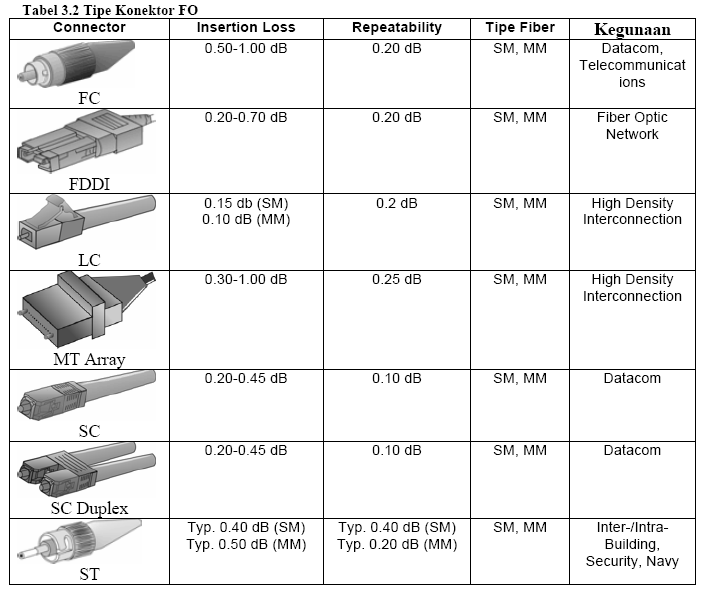 Tabel 3.2 Tipe Konektor FO
Connector Insertion Loss Repeatability Tipe Fiber Kegunaan
FC 0.50-1.00 dB 0.20 dB SM, MM Datacom,
Telecommunicat
ions
FDDI 0.20-0.70 dB 0.20 dB SM, MM Fiber Optic
Network
LC 0.15 db (SM) 0.2 dB SM, MM High Density
0.10 dB (MM) Interconnection
MT Array 0.30-1.00 dB 0.25 dB SM, MM High Density
Interconnection
SC 0.20-0.45 dB 0.10 dB SM, MM Datacom
SC Duplex 0.20-0.45 dB 0.10 dB SM, MM Datacom
ST Typ. 0.40 dB (SM) Typ. 0.40 dB (SM) SM, MM Inter-/Intra-
Typ. 0.50 dB (MM) Typ. 0.20 dB (MM) Building,
Security, Navy